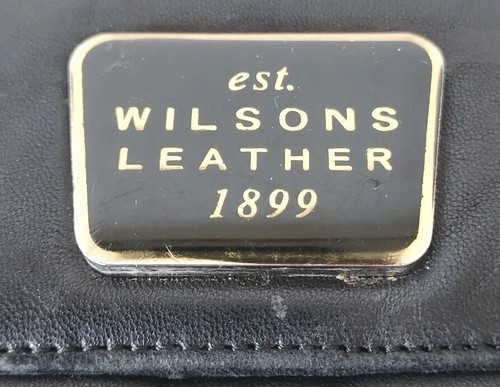 est.
WILSONS
LEATHER
1899